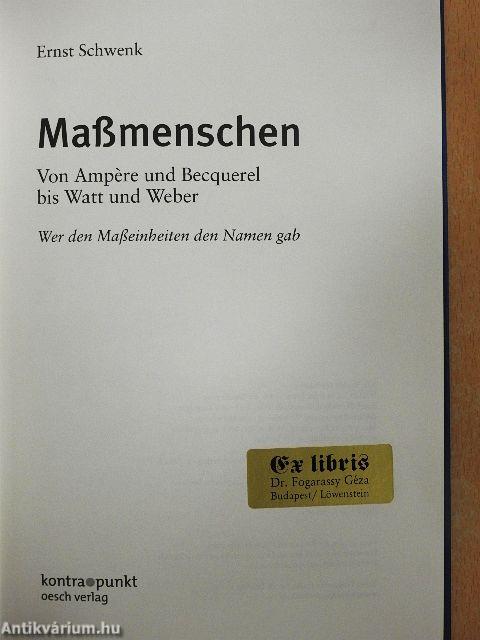 Ernst Schwenk
Maßmenschen
Von Ampère und Becquerel
bis Watt und Weber
Wer den Maßeinheiten den Namen gab
Ex libris
Dr. Fogarassy Géza
Budapest/ Löwenstein
kontra•punkt
oesch verlag
Antikvárium.hu